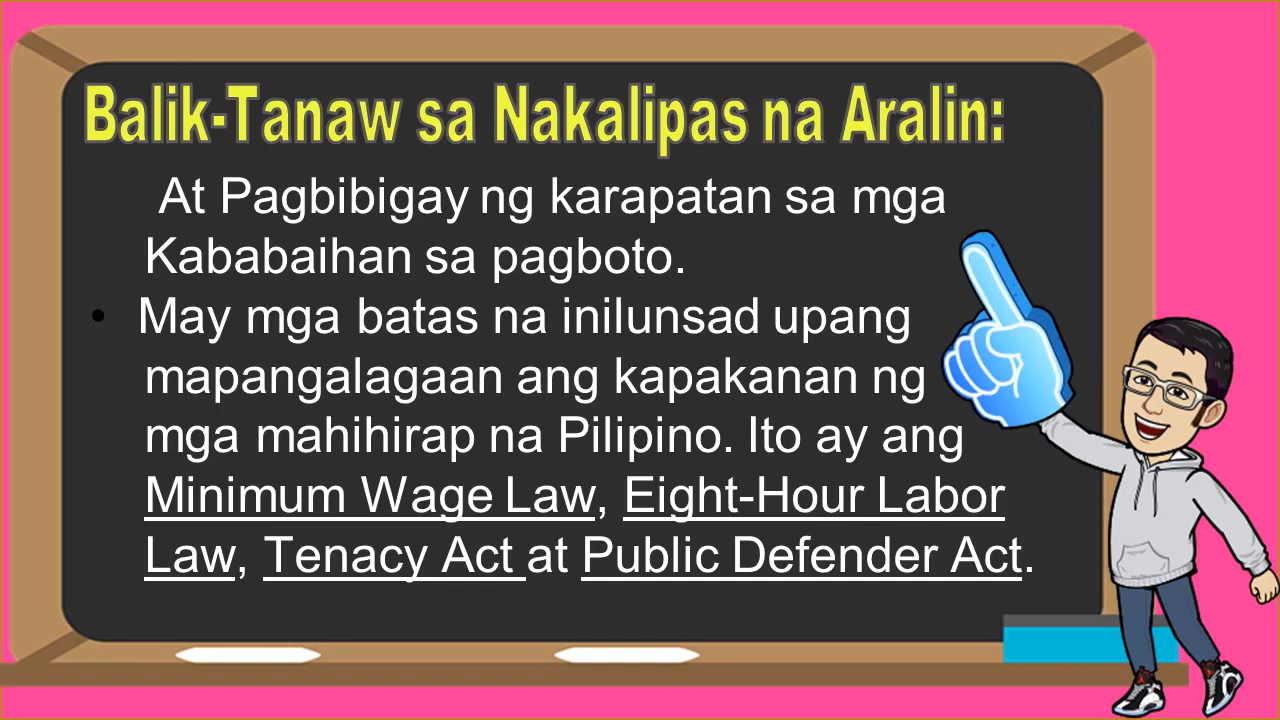 Balik-Tanaw sa Nakalipas na Aralin:
At Pagbibigay ng karapatan sa mga
Kababaihan sa pagboto.
• May mga batas na inilunsad upang
mapangalagaan ang kapakanan ng
mga mahihirap na Pilipino. Ito ay ang
Minimum Wage Law, Eight-Hour Labor
Law, Tenacy Act at Public Defender Act.